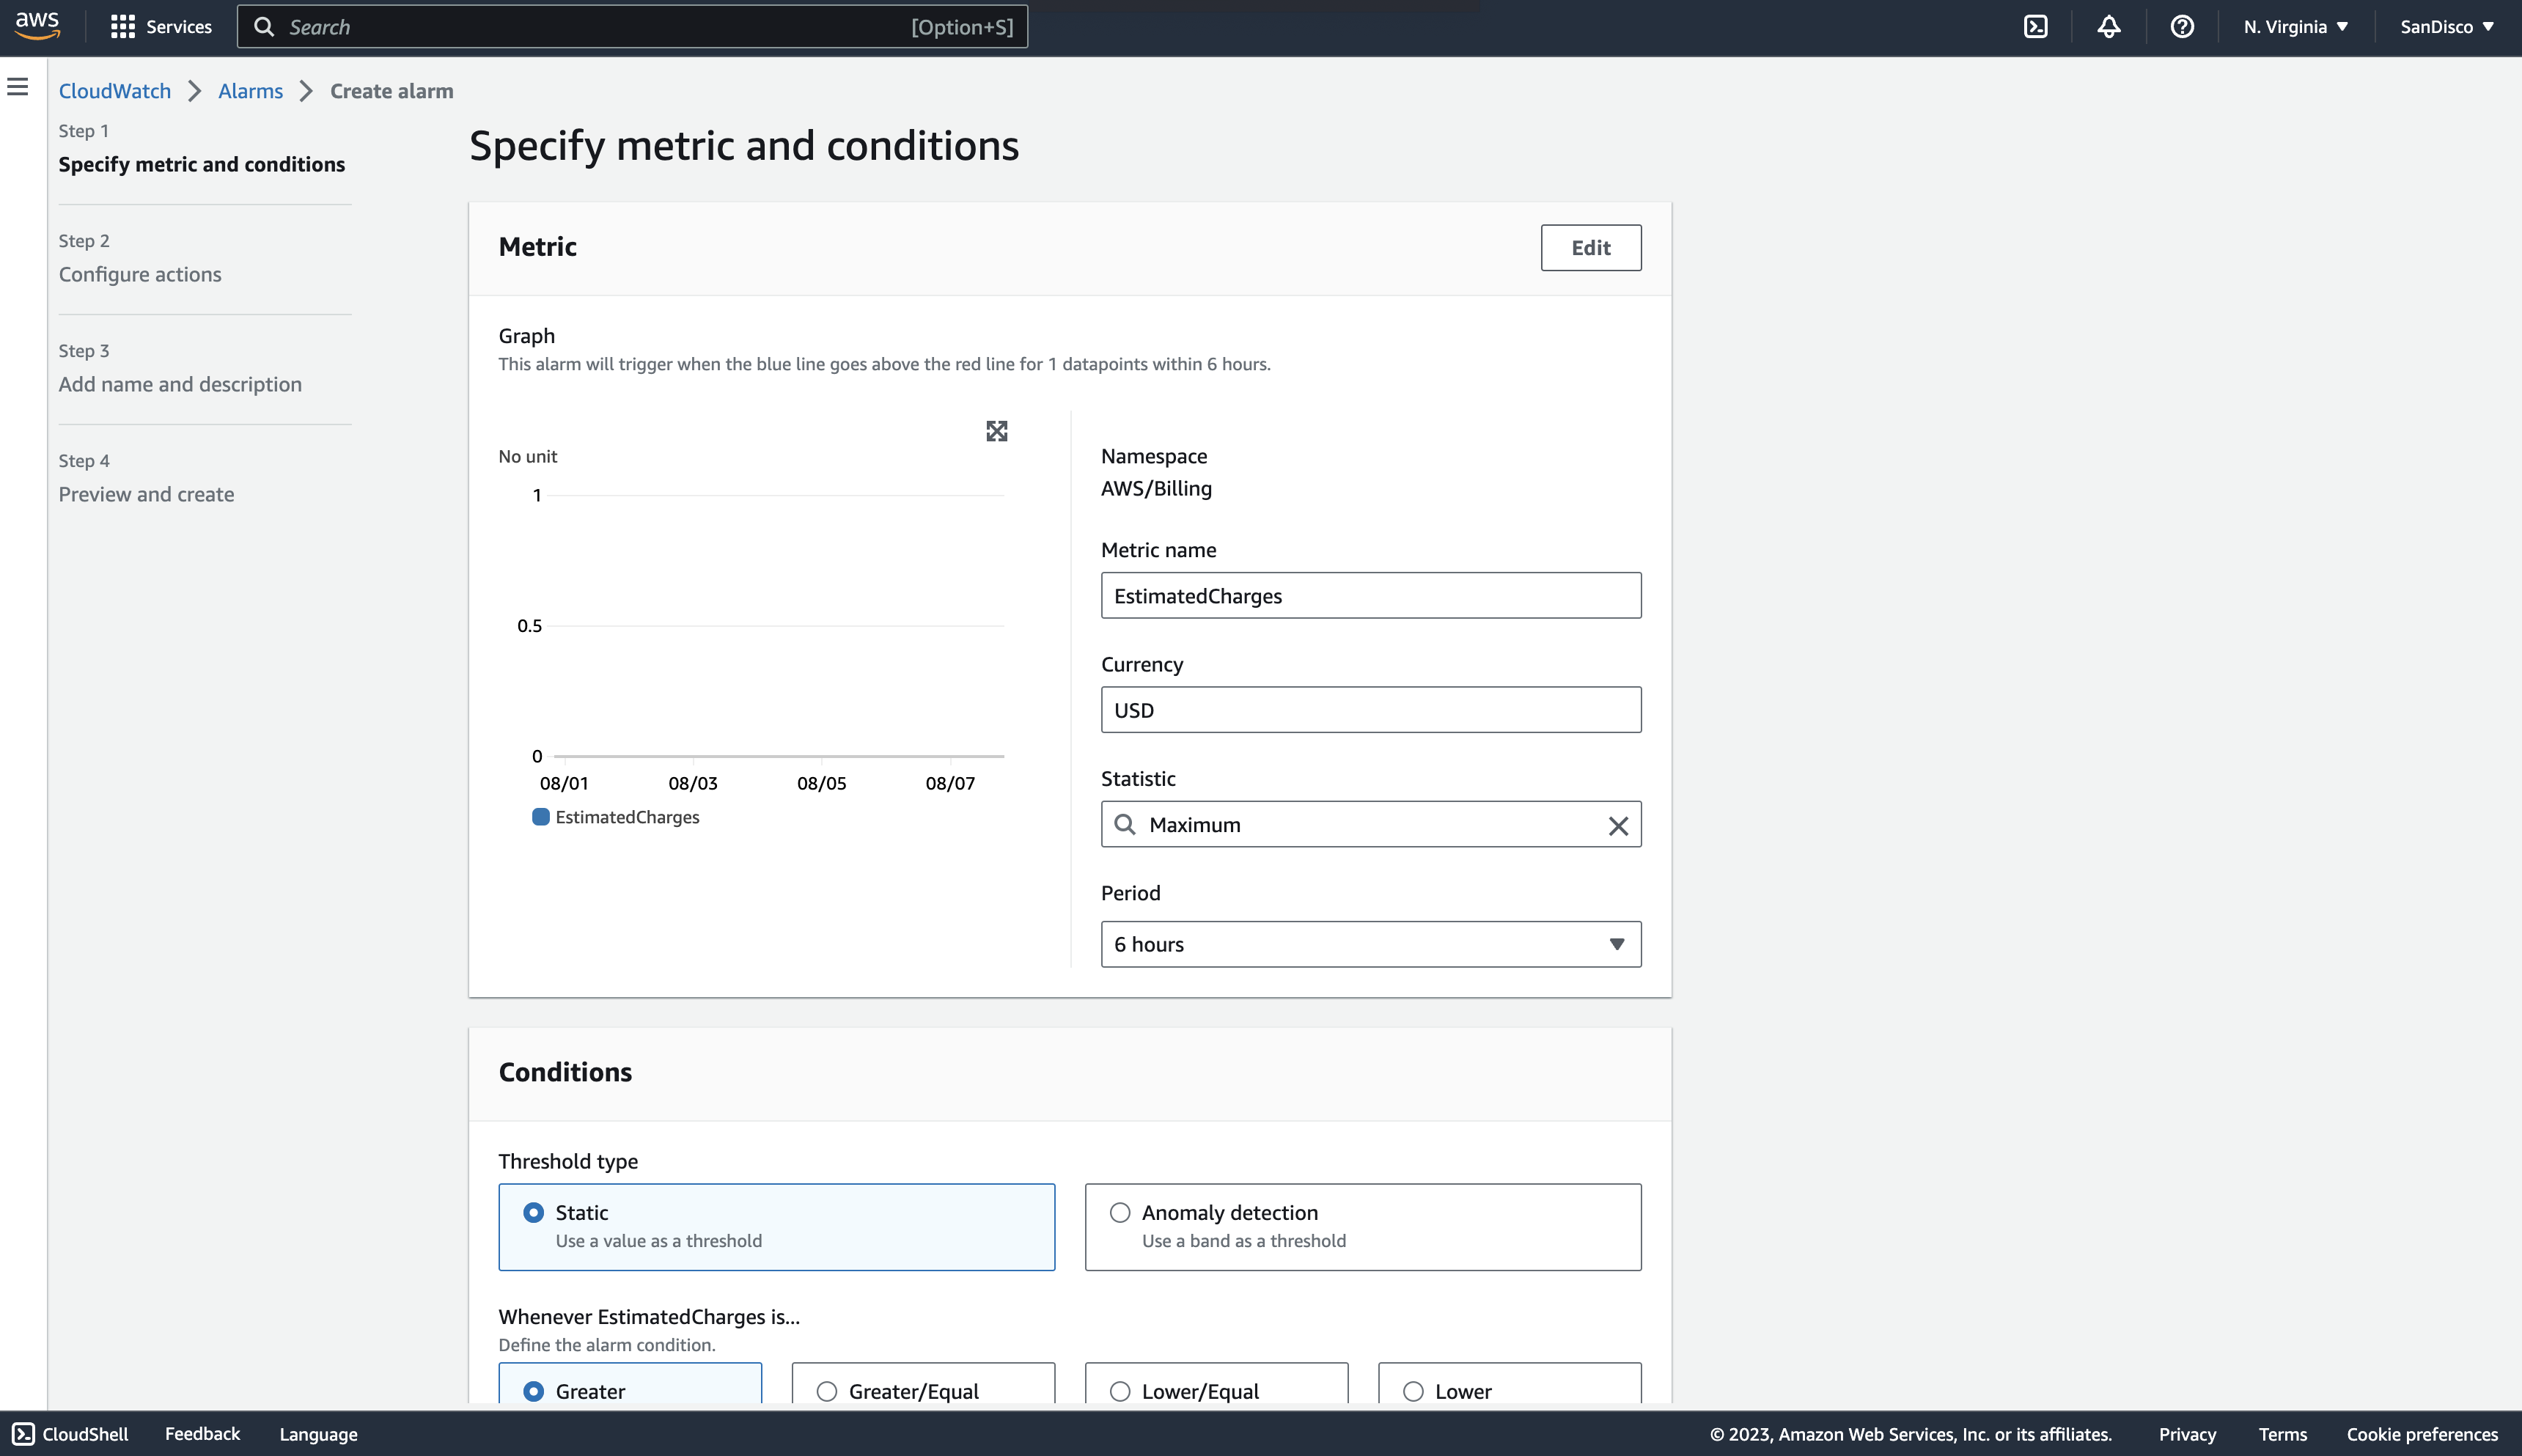 aws
Services
Search [Option+S]
N. Virginia
SanDisco
CloudWatch
Alarms
Create alarm
Step 1
Specify metric and conditions
Step 2
Configure actions
Step 3
Add name and description
Step 4
Preview and create
Specify metric and conditions
Metric
Edit
Graph
This alarm will trigger when the blue line goes above the red line for 1 datapoints within 6 hours.
No unit
1
0.5
0
08/01 08/03 08/05 08/07
EstimatedCharges
Namespace
AWS/Billing
Metric name
EstimatedCharges
Currency
USD
Statistic
Maximum
Period
6 hours
Conditions
Threshold type
Static
Use a value as a threshold
Anomaly detection
Use a band as a threshold
Whenever EstimatedCharges is...
Define the alarm condition.
Greater
Greater/Equal
Lower/Equal
Lower
CloudShell
Feedback
Language
© 2023, Amazon Web Services, Inc. or its affiliates.
Privacy
Terms
Cookie preferences